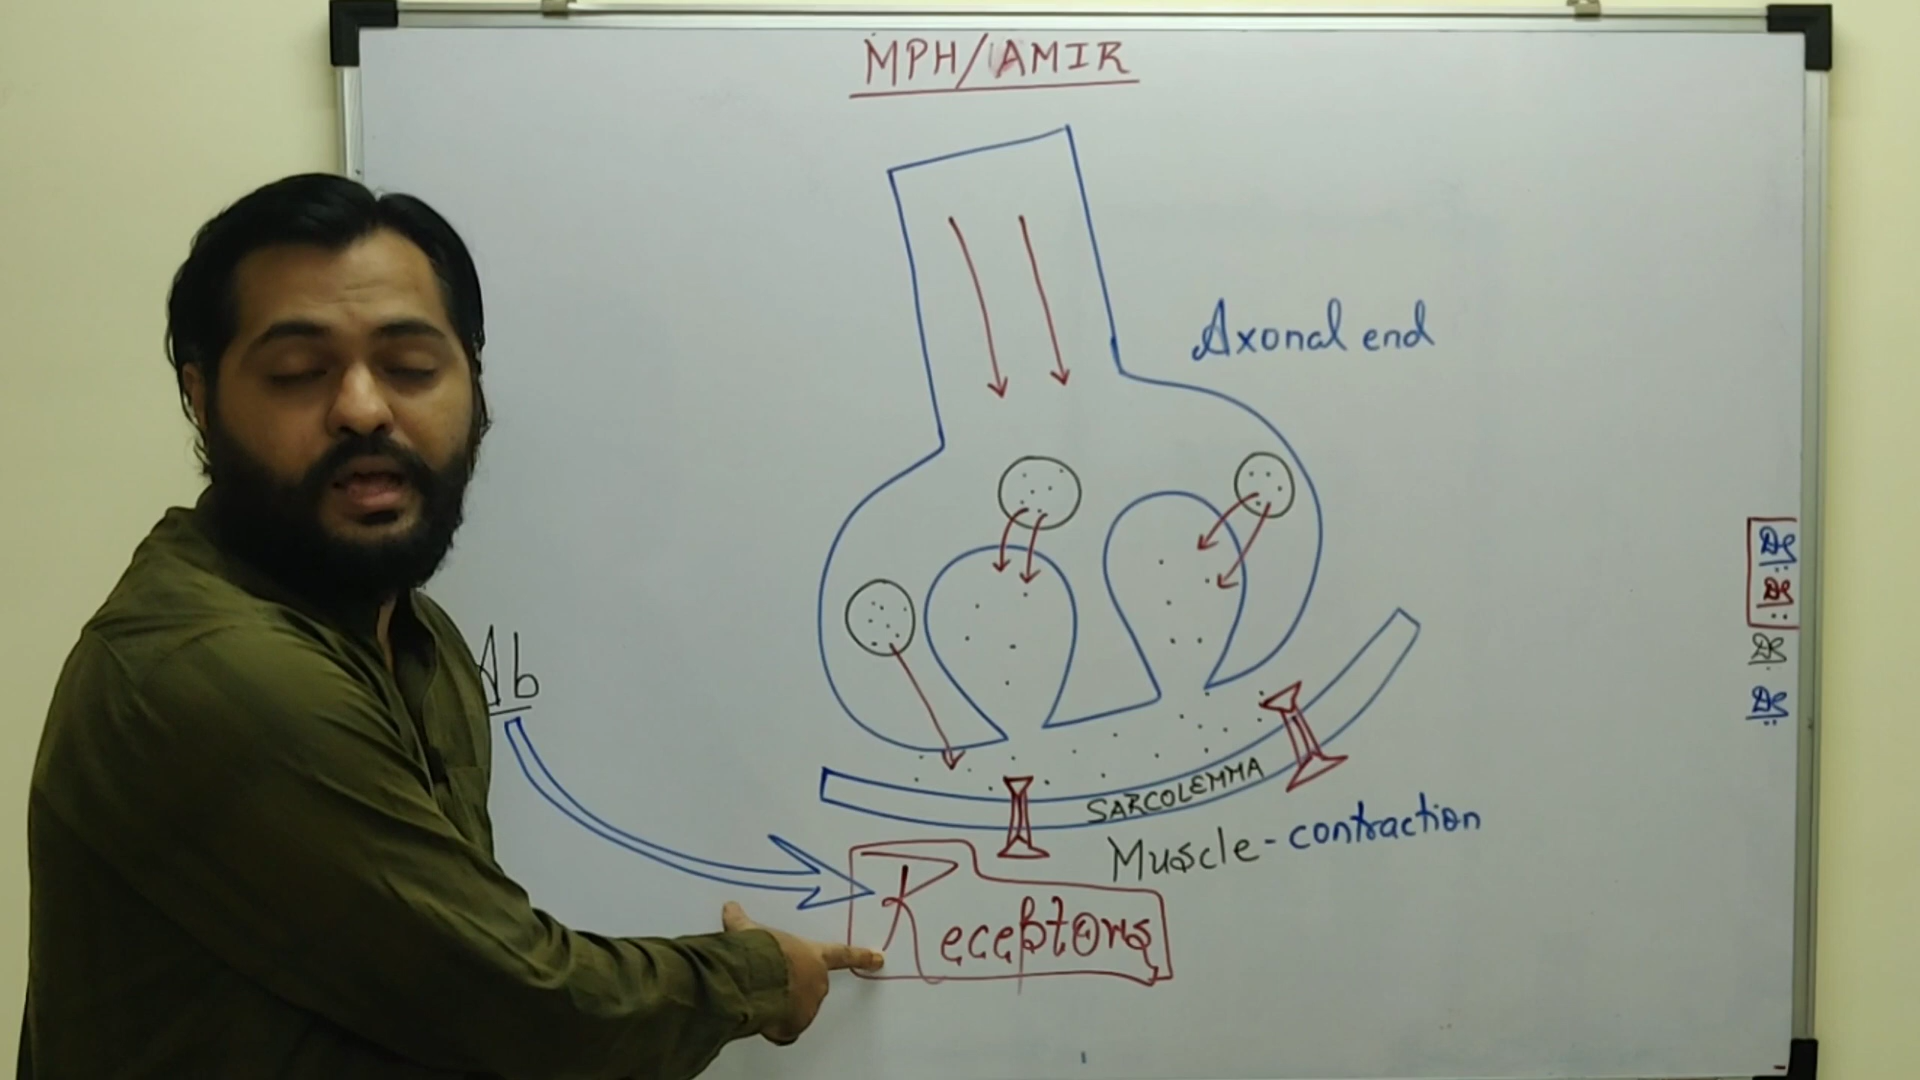 MPH/AMIR
Axonal end
Ab
SARCOLEMMA
Muscle-contraction
Receptors